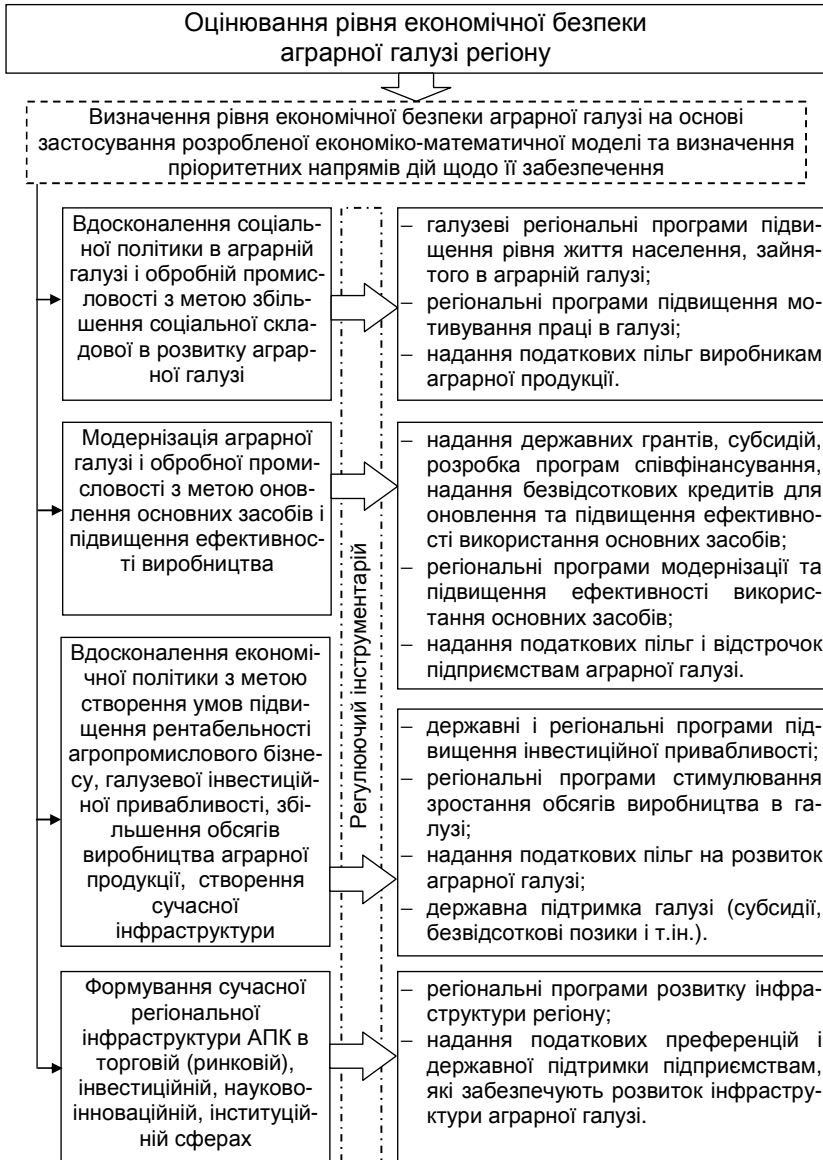 Оцінювання рівня економічної безпеки
аграрної галузі регіону
Визначення рівня економічної безпеки аграрної галузі на основі
застосування розробленої економіко-математичної моделі та визначення
пріоритетних напрямів дій щодо її забезпечення
Вдосконалення соціаль-
ної політики в аграрній
галузі і обробній промис-
ловості з метою збіль-
шення соціальної скла-
дової в розвитку аграр-
ної галузі
– галузеві регіональні програми підви-
щення рівня життя населення, зайня-
того в аграрній галузі;
– регіональні програми підвищення мо-
тивування праці в галузі;
– надання податкових пільг виробникам
аграрної продукції.
Модернізація аграрної
галузі і обробної проми-
словості з метою онов-
лення основних засобів і
підвищення ефективнос-
ті виробництва
– надання державних грантів, субсидій,
розробка програм співфінансування,
надання безвідсоткових кредитів для
оновлення та підвищення ефективно-
сті використання основних засобів;
– регіональні програми модернізації та
підвищення ефективності викорис-
тання основних засобів;
– надання податкових пільг і відстрочок
підприємствам аграрної галузі.
Регулюючий інструментарій
Вдосконалення економі-
чної політики з метою
створення умов підви-
щення рентабельності
агропромислового бізне-
су, галузевої інвестицій-
ної привабливості, збі-
льшення обсягів
виробництва аграрної
продукції, створення
сучасної
інфраструктури
– державні і регіональні програми під-
вищення інвестиційної привабливості;
– регіональні програми стимулювання
зростання обсягів виробництва в га-
лузі;
– надання податкових пільг на розвиток
аграрної галузі;
– державна підтримка галузі (субсидії,
безвідсоткові позики і т.ін.).
Формування сучасної
регіональної
інфраструктури АПК в
торговій (ринковій),
інвестиційній, науково-
інноваційній, інституцій-
ній сферах
– регіональні програми розвитку інфра-
структури регіону;
– надання податкових преференцій і
державної підтримки підприємствам,
які забезпечують розвиток інфрастру-
ктури аграрної галузі.